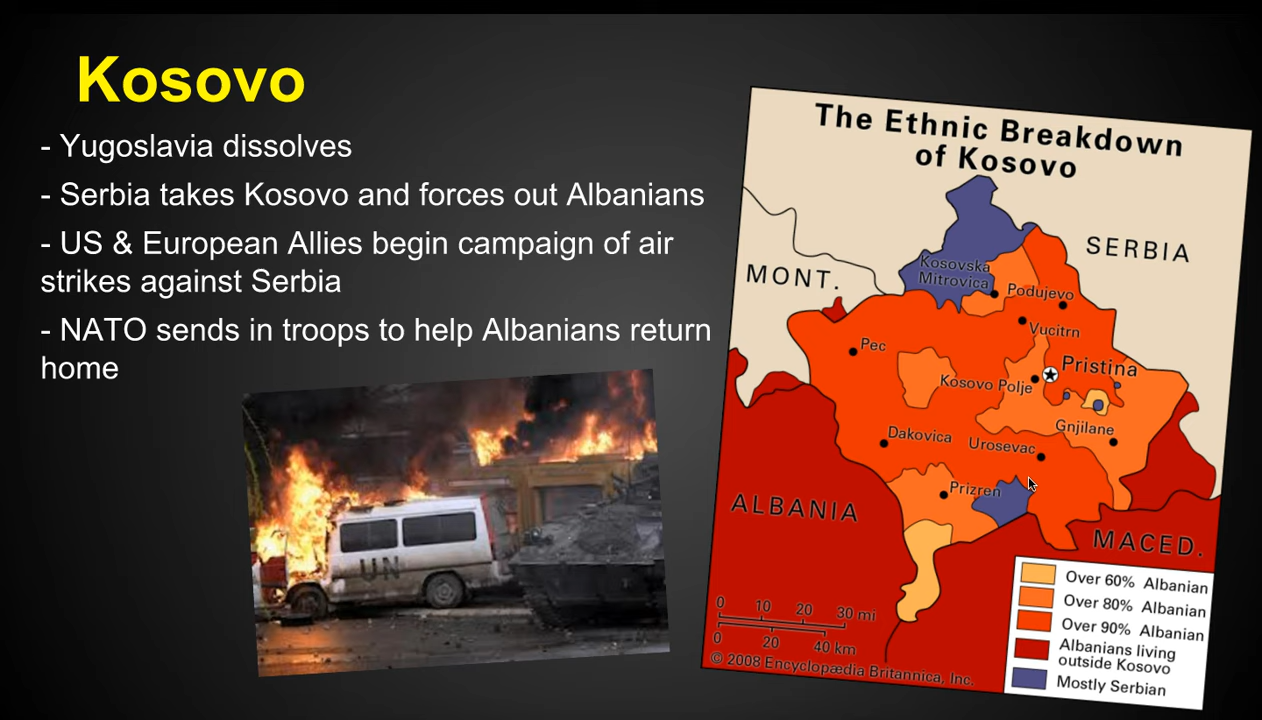 Kosovo
- Yugoslavia dissolves
- Serbia takes Kosovo and forces out Albanians
- US & European Allies begin campaign of air
strikes against Serbia
- NATO sends in troops to help Albanians return
home
UN
The Ethnic Breakdown
of Kosovo
SERBIA
MONT.
Kosovska
Mitrovica
Podujevo
Vucitrn
Pec
Pristina
Kosovo Polje
Gnjilane
Dakovica
Urosevac
Prizren
ALBANIA
MACED.
0 10 20 30 mi
0 20 40 km
© 2008 Encyclopædia Britannica, Inc.
Over 60% Albanian
Over 80% Albanian
Over 90% Albanian
Albanians living
outside Kosovo
Mostly Serbian